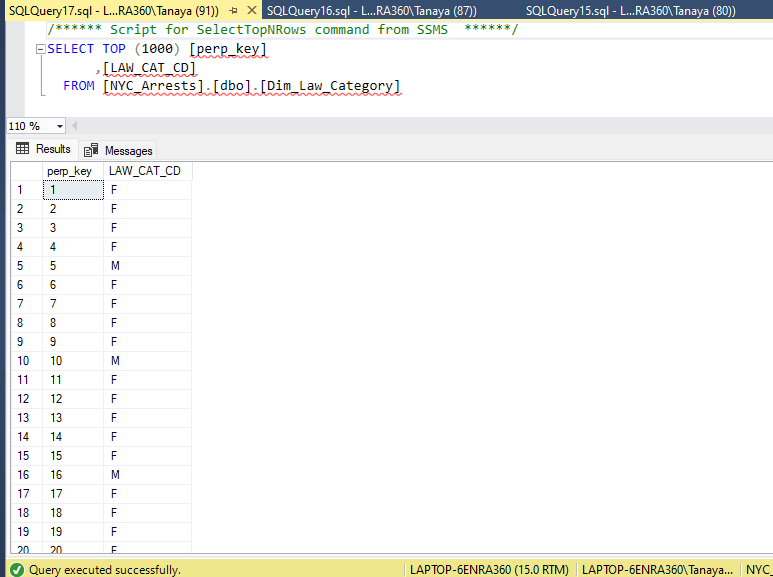 SQLQuery17.sql - L...RA360\Tanaya (91)) SQLQuery16.sql - L...RA360\Tanaya (87)) SQLQuery15.sql - L...RA360\Tanaya (80))
/****** Script for SelectTopNRows command from SSMS ******/
SELECT TOP (1000) [perp_key]
,[LAW_CAT_CD]
FROM [NYC_Arrests].[dbo].[Dim_Law_Category]
110 %
Results Messages
perp_key LAW_CAT_CD
1 1 F
2 2 F
3 3 F
4 4 F
5 5 M
6 6 F
7 7 F
8 8 F
9 9 F
10 10 M
11 11 F
12 12 F
13 13 F
14 14 F
15 15 F
16 16 M
17 17 F
18 18 F
19 19 F
20 20 F
Query executed successfully. LAPTOP-6ENRA360 (15.0 RTM) LAPTOP-6ENRA360\Tanaya... NYC_